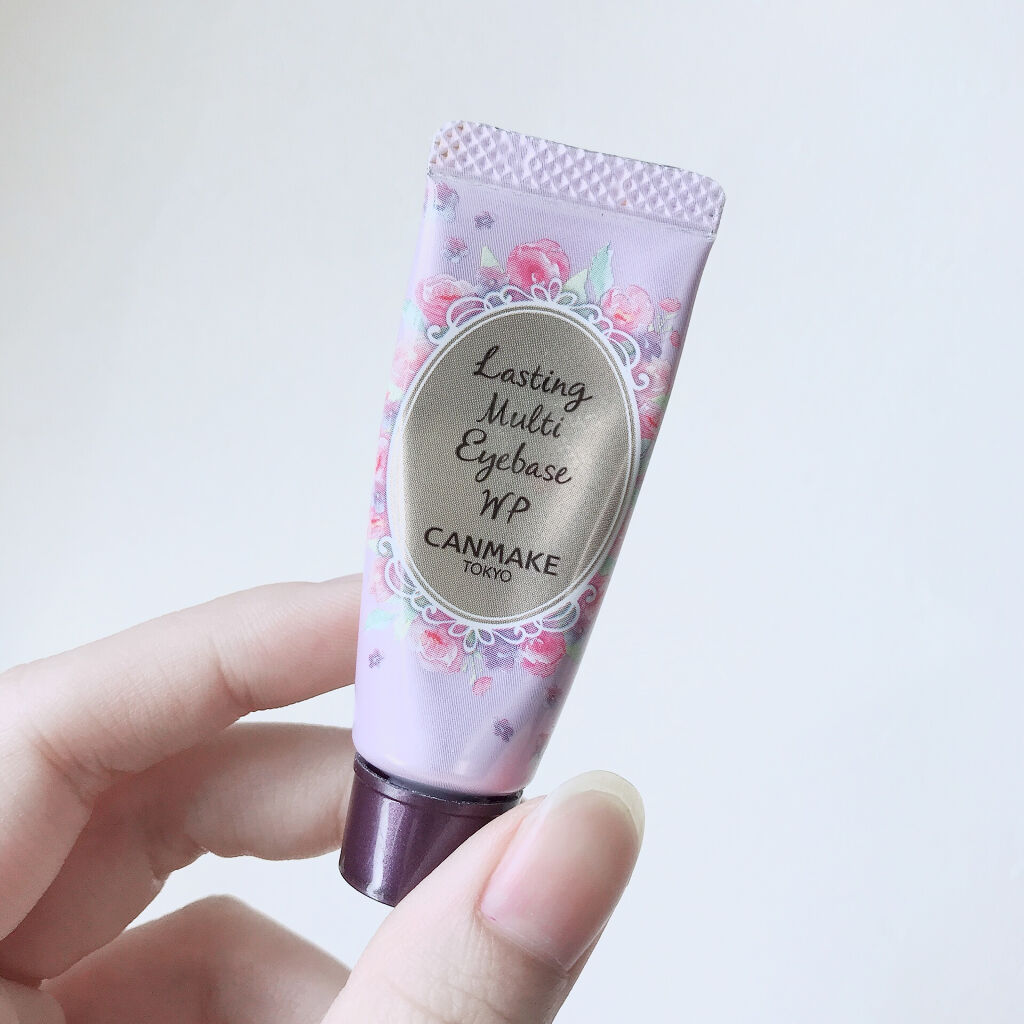 Lasting
Multi
Eyebase
WP
CANMAKE
TOKYO